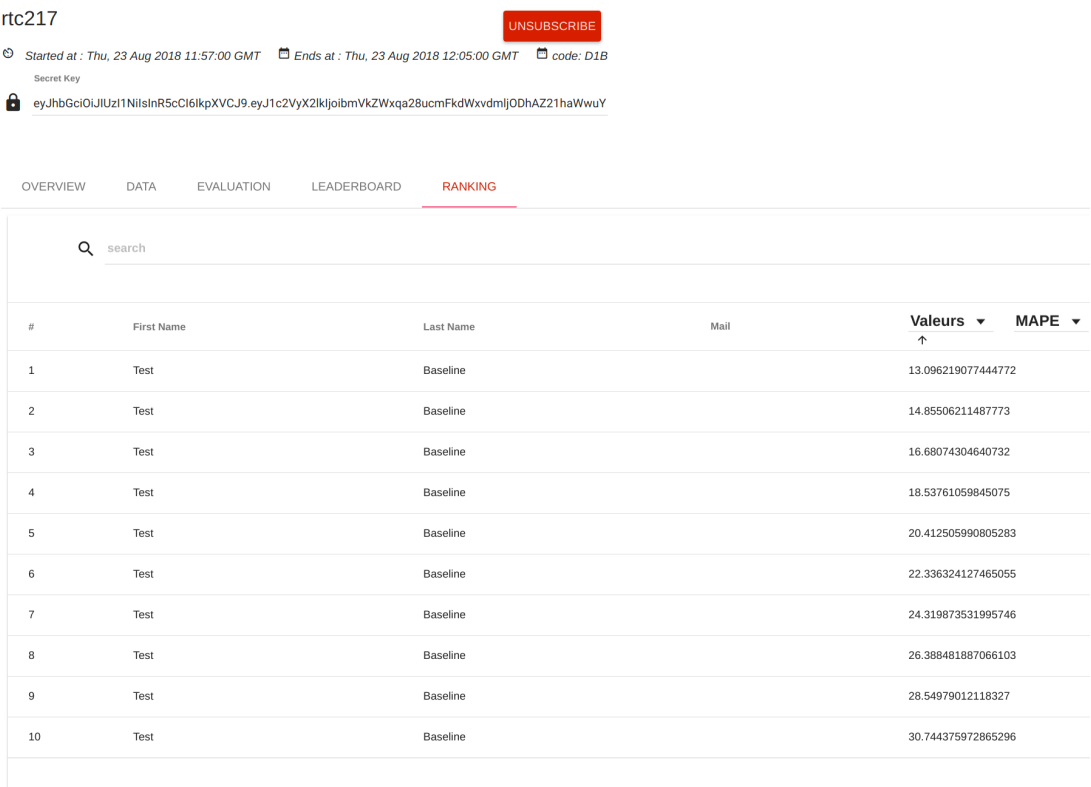 rtc217
UNSUBSCRIBE
Started at : Thu, 23 Aug 2018 11:57:00 GMT Ends at : Thu, 23 Aug 2018 12:05:00 GMT code: D1B
Secret Key
eyJhbGciOiJIUzI1NiIsInR5cCI6IkpXVCJ9.eyJ1c2VyX2lkIjoibmVkZWxqa28ucmFkdWxvdmljODhAZ21haWwuY
OVERVIEW DATA EVALUATION LEADERBOARD RANKING
search
# First Name Last Name Mail Valeurs MAPE
1 Test Baseline 13.096219077444772
2 Test Baseline 14.85506211487773
3 Test Baseline 16.68074304640732
4 Test Baseline 18.53761059845075
5 Test Baseline 20.412505990805283
6 Test Baseline 22.336324127465055
7 Test Baseline 24.319873531995746
8 Test Baseline 26.388481887066103
9 Test Baseline 28.54979012118327
10 Test Baseline 30.744375972865296